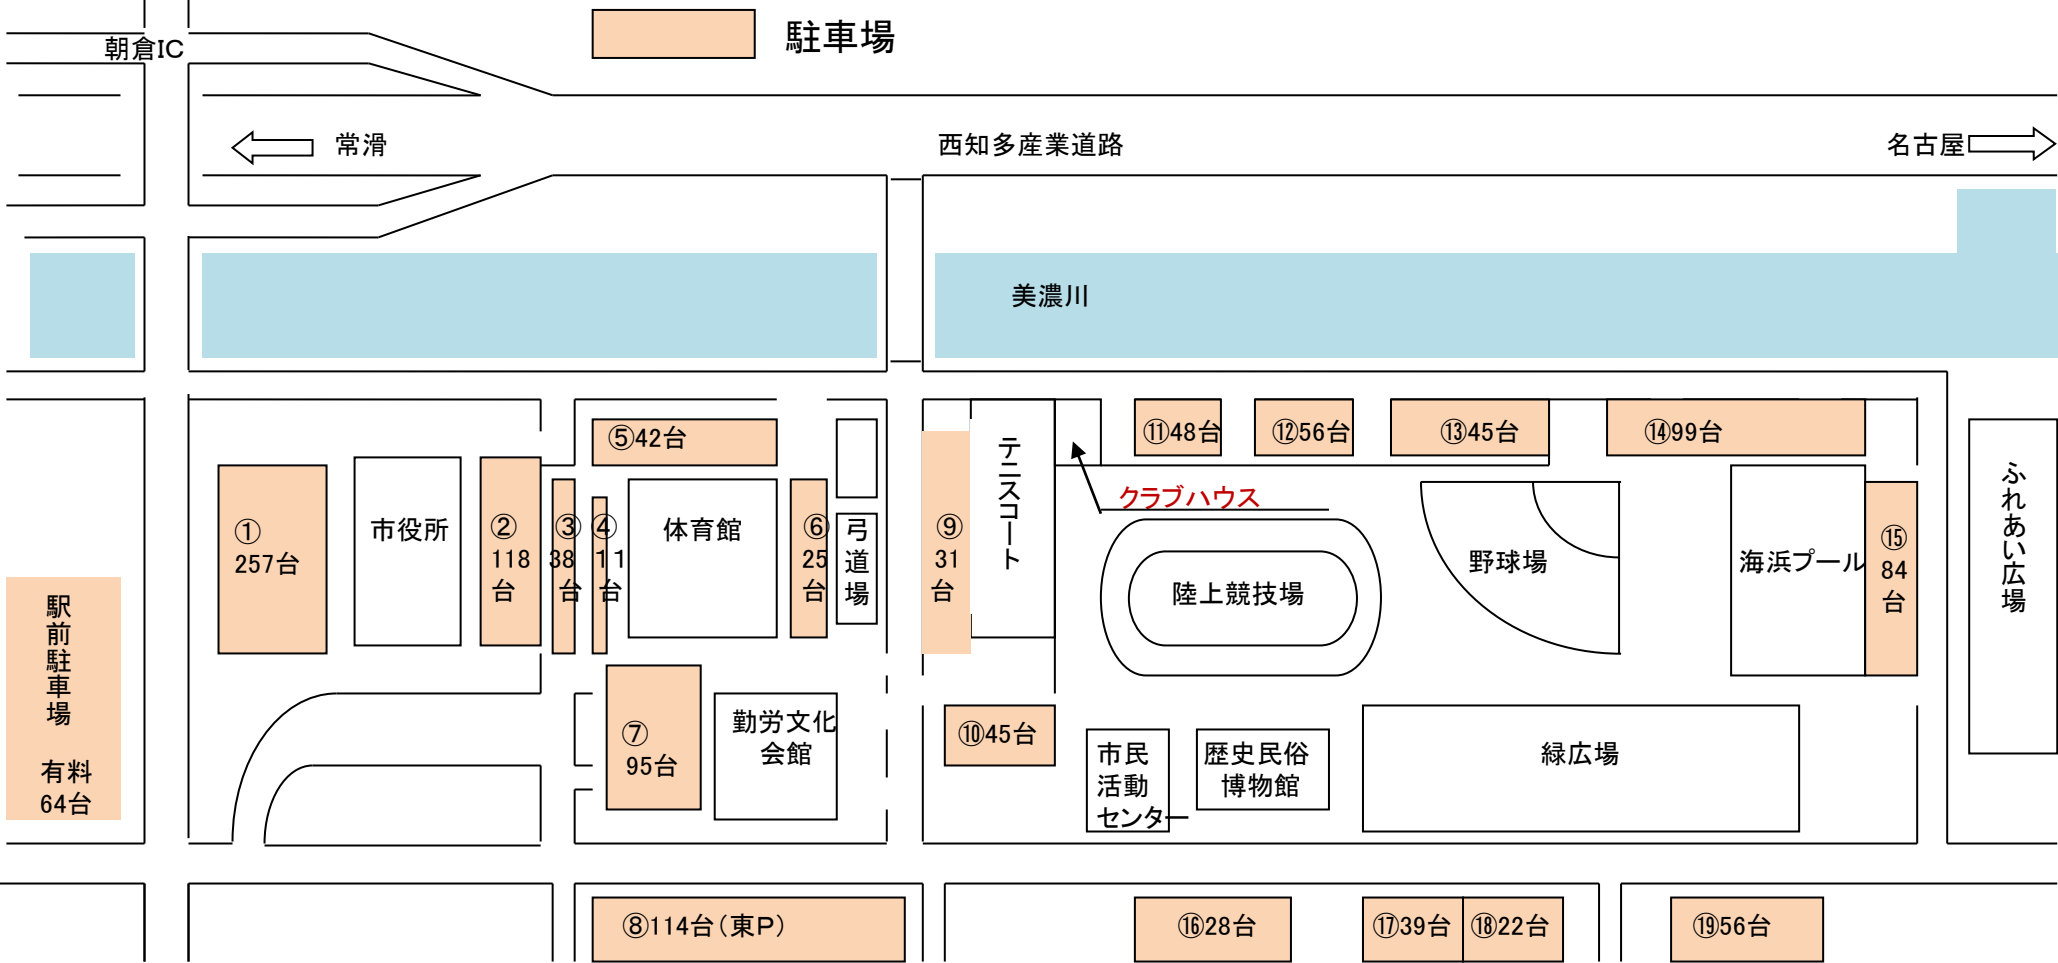 駐車場
朝倉IC
常滑
西知多産業道路
名古屋
美濃川
⑤42台
⑪48台
⑫56台
⑬45台
⑭99台
テニスコート
クラブハウス
ふれあい広場
①
257台
市役所
②
118
台
③
38
台
④
11
台
体育館
⑥
25
台
弓道場
⑨
31
台
陸上競技場
野球場
海浜プール
⑮
84
台
駅前駐車場
有料
64台
⑦
95台
勤労文化
会館
⑩45台
市民
活動
センター
歴史民俗
博物館
緑広場
⑧114台(東P)
⑯28台
⑰39台
⑱22台
⑲56台